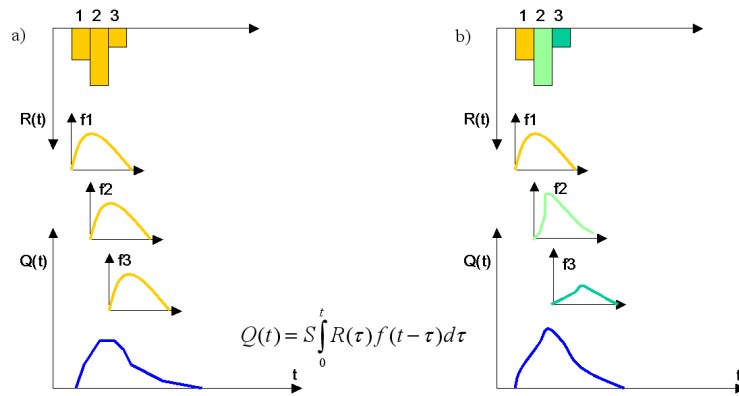 1 2 3
a)
R(t)
f1
f2
Q(t)
f3
t
Q(t) = S∫₀ᵗ R(τ) f(t − τ)dτ
1 2 3
b)
R(t)
f1
f2
Q(t)
f3
t